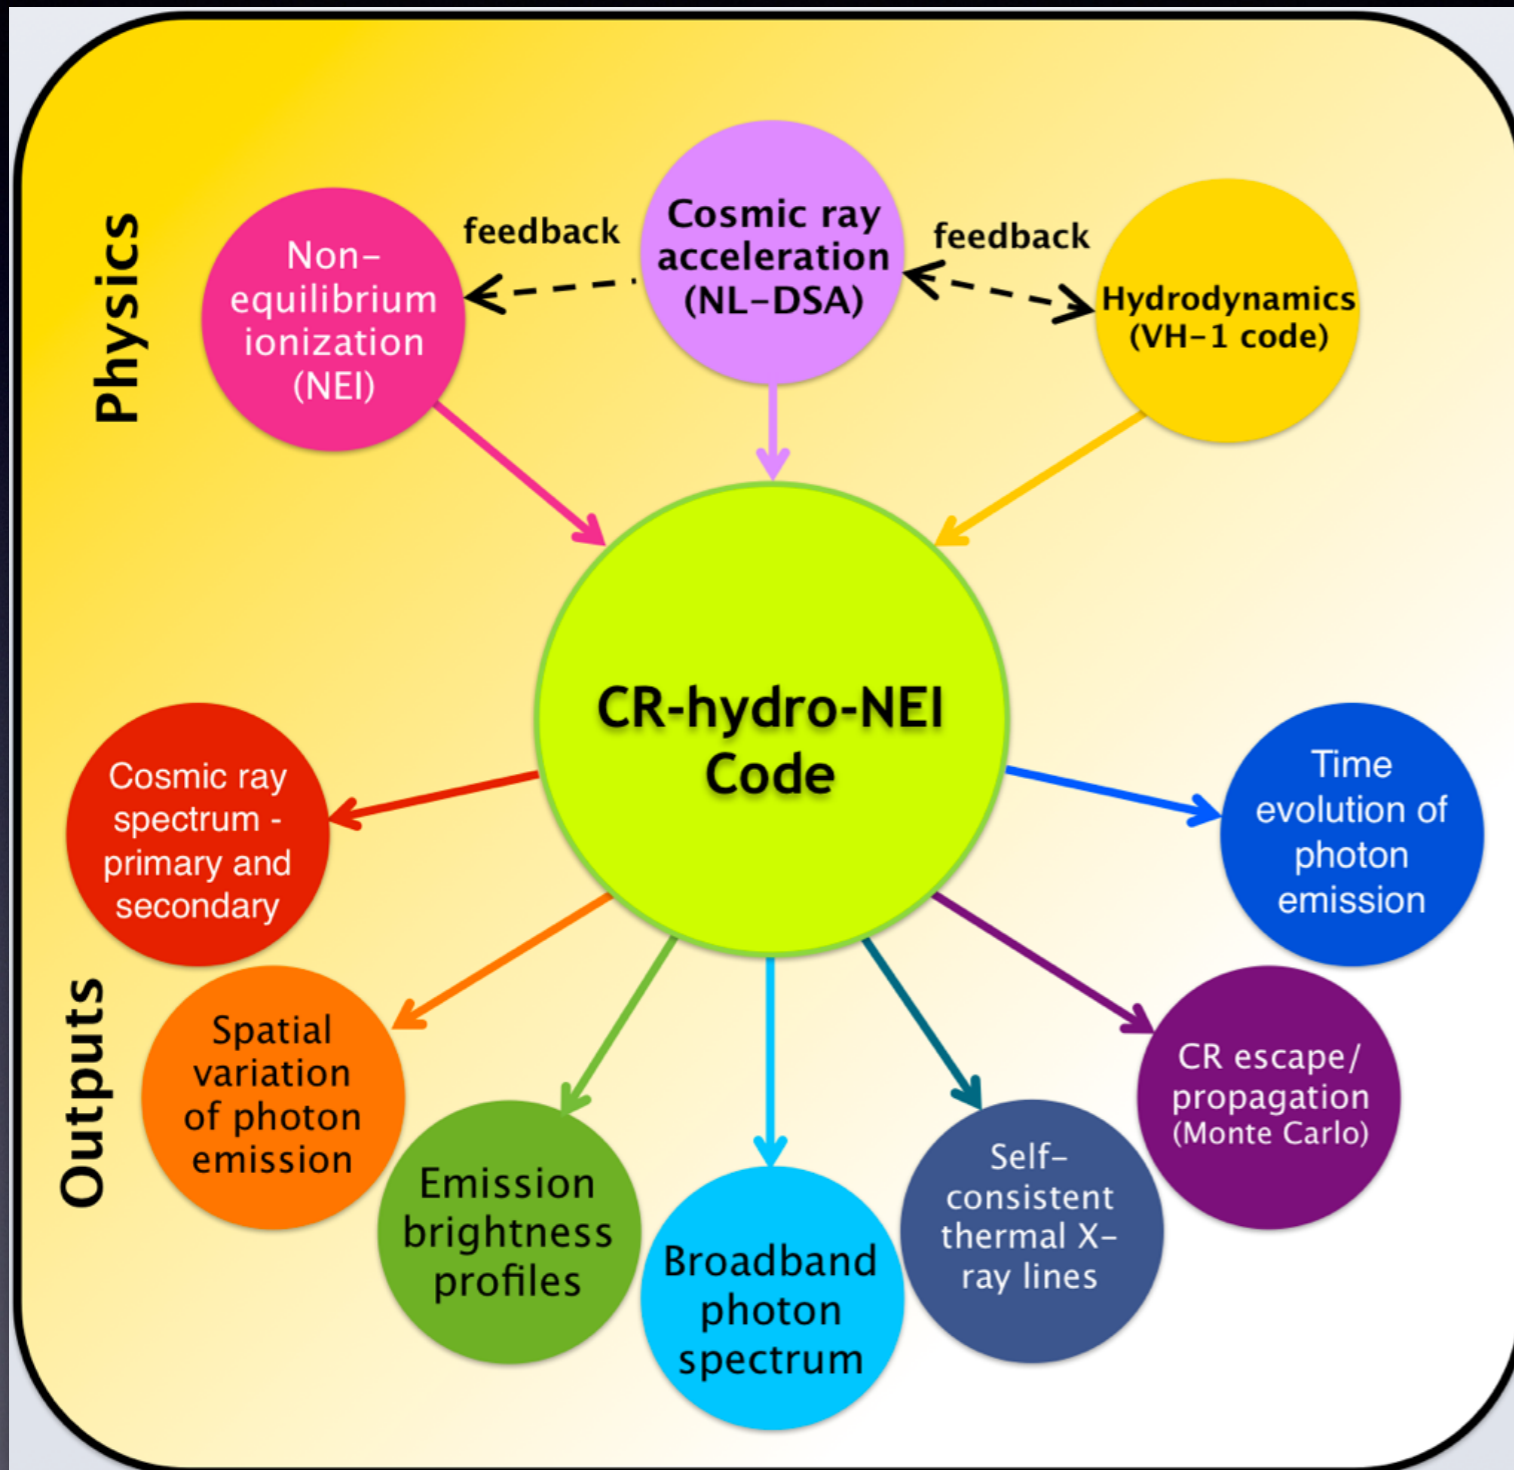 Physics
Non-
equilibrium
ionization
(NEI)
feedback
Cosmic ray
acceleration
(NL-DSA)
feedback
Hydrodynamics
(VH-1 code)
CR-hydro-NEI
Code
Outputs
Cosmic ray
spectrum -
primary and
secondary
Spatial
variation
of photon
emission
Emission
brightness
profiles
Broadband
photon
spectrum
Self-
consistent
thermal X-
ray lines
CR escape/
propagation
(Monte Carlo)
Time
evolution of
photon
emission